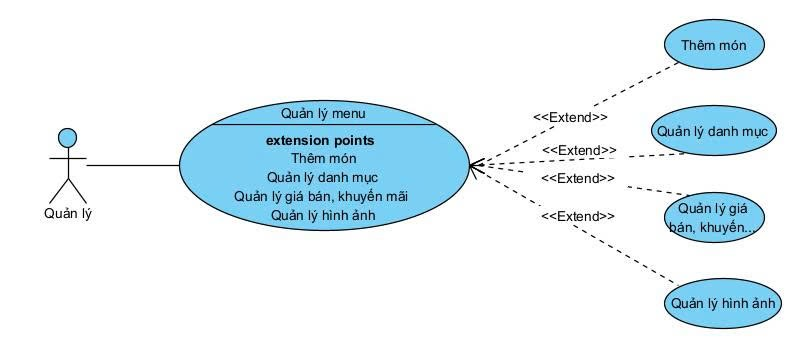 Quản lý
Quản lý menu
extension points
Thêm món
Quản lý danh mục
Quản lý giá bán, khuyến mãi
Quản lý hình ảnh
<<Extend>>
<<Extend>>
<<Extend>>
<<Extend>>
Thêm món
Quản lý danh mục
Quản lý giá
bán, khuyến...
Quản lý hình ảnh